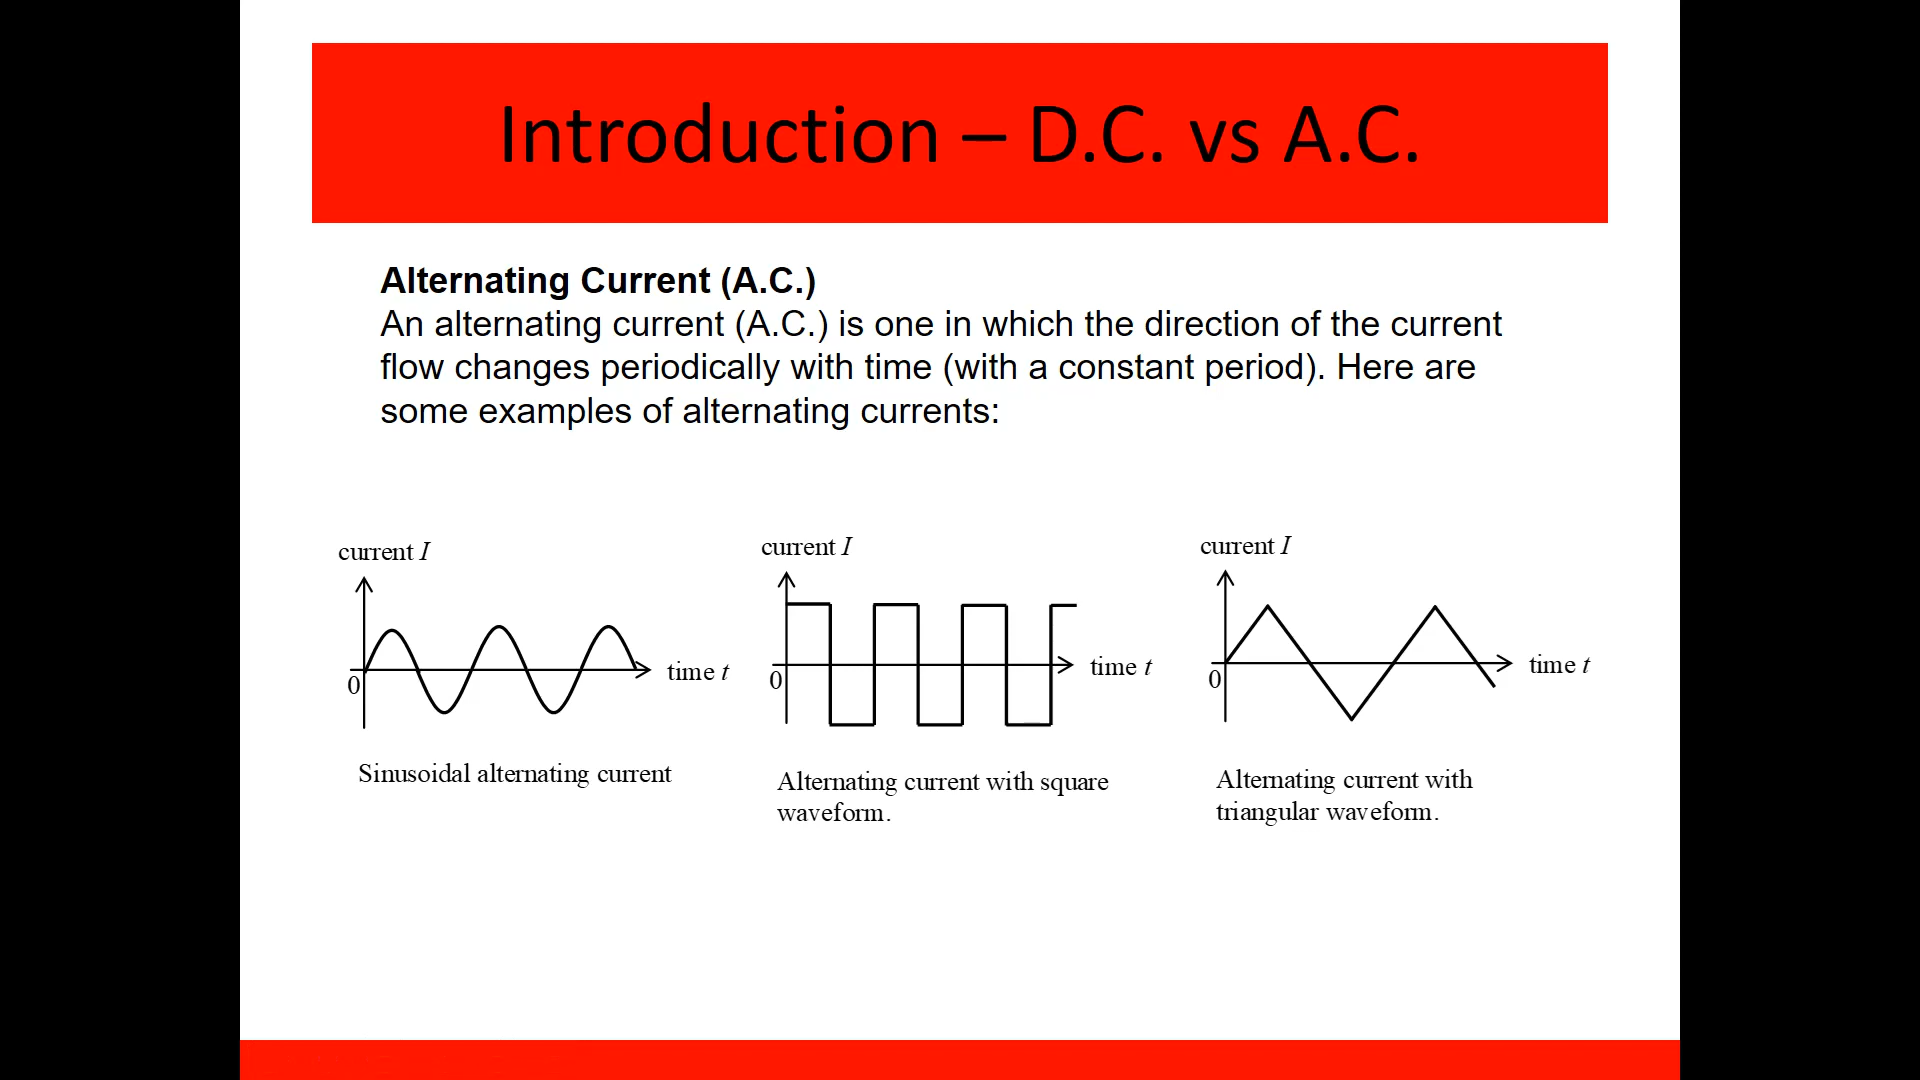 Introduction – D.C. vs A.C.
Alternating Current (A.C.)
An alternating current (A.C.) is one in which the direction of the current
flow changes periodically with time (with a constant period). Here are
some examples of alternating currents:
current I
0
time t
Sinusoidal alternating current
current I
0
time t
Alternating current with square
waveform.
current I
0
time t
Alternating current with
triangular waveform.